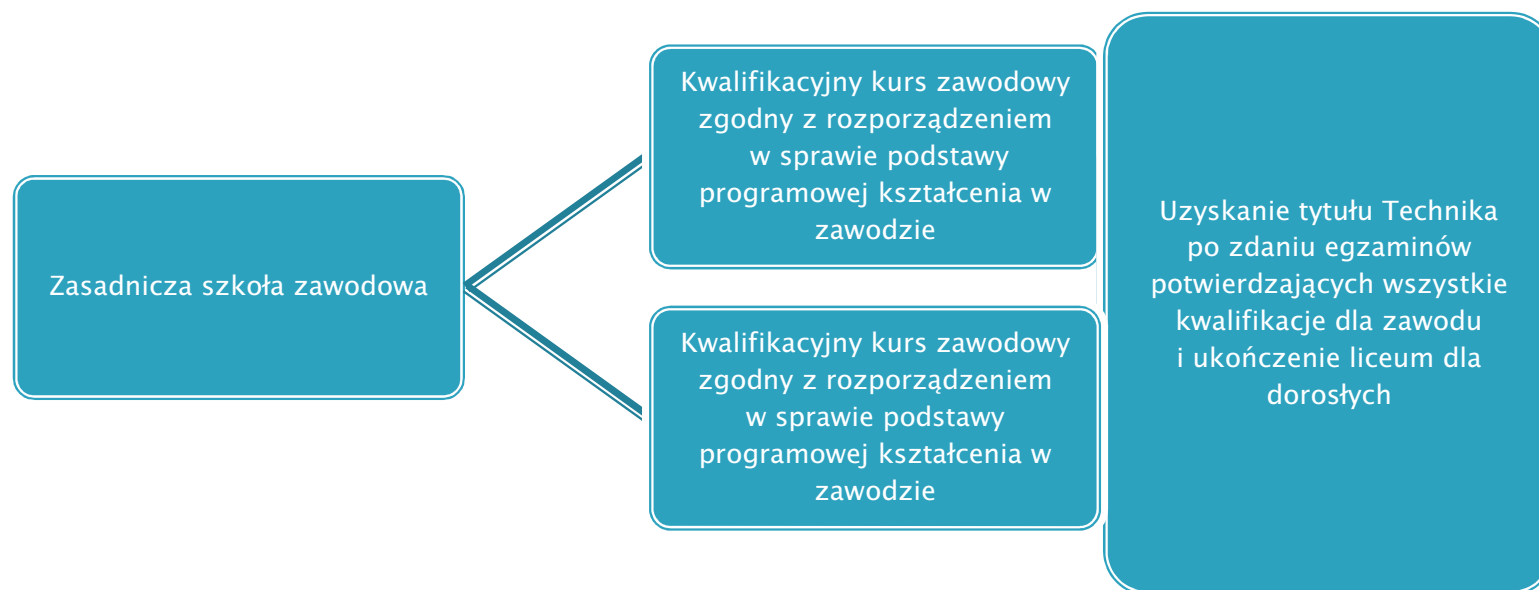 Zasadnicza szkoła zawodowa
Kwalifikacyjny kurs zawodowy
zgodny z rozporządzeniem
w sprawie podstawy
programowej kształcenia w
zawodzie
Kwalifikacyjny kurs zawodowy
zgodny z rozporządzeniem
w sprawie podstawy
programowej kształcenia w
zawodzie
Uzyskanie tytułu Technika
po zdaniu egzaminów
potwierdzających wszystkie
kwalifikacje dla zawodu
i ukończenie liceum dla
dorosłych